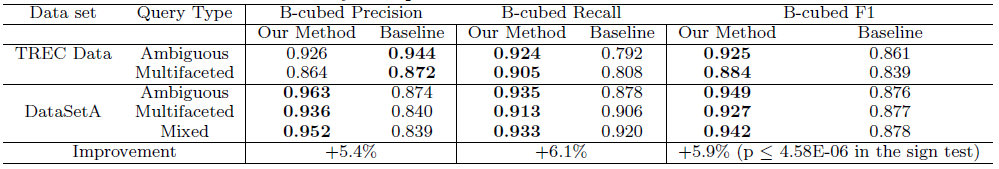 Data set Query Type B-cubed Precision B-cubed Recall B-cubed F1
Our Method Baseline Our Method Baseline Our Method Baseline
TREC Data Ambiguous 0.926 0.944 0.924 0.792 0.925 0.861
Multifaceted 0.864 0.872 0.905 0.808 0.884 0.839
Ambiguous 0.963 0.874 0.935 0.878 0.949 0.876
DataSetA Multifaceted 0.936 0.840 0.913 0.906 0.927 0.877
Mixed 0.952 0.839 0.933 0.920 0.942 0.878
Improvement +5.4% +6.1% +5.9% (p ≤ 4.58E-06 in the sign test)